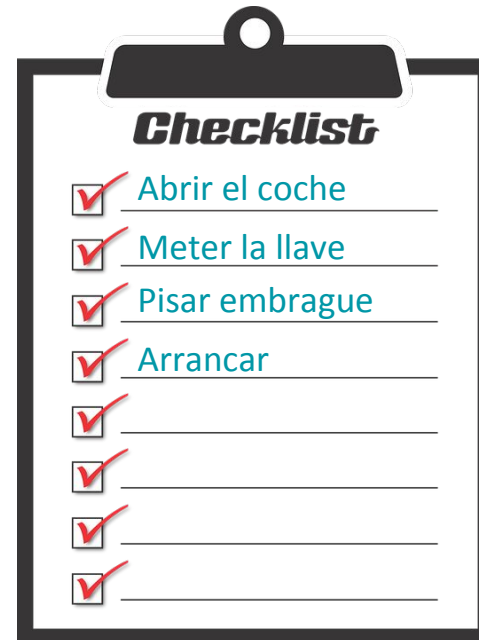 Checklist
Abrir el coche
Meter la llave
Pisar embrague
Arrancar